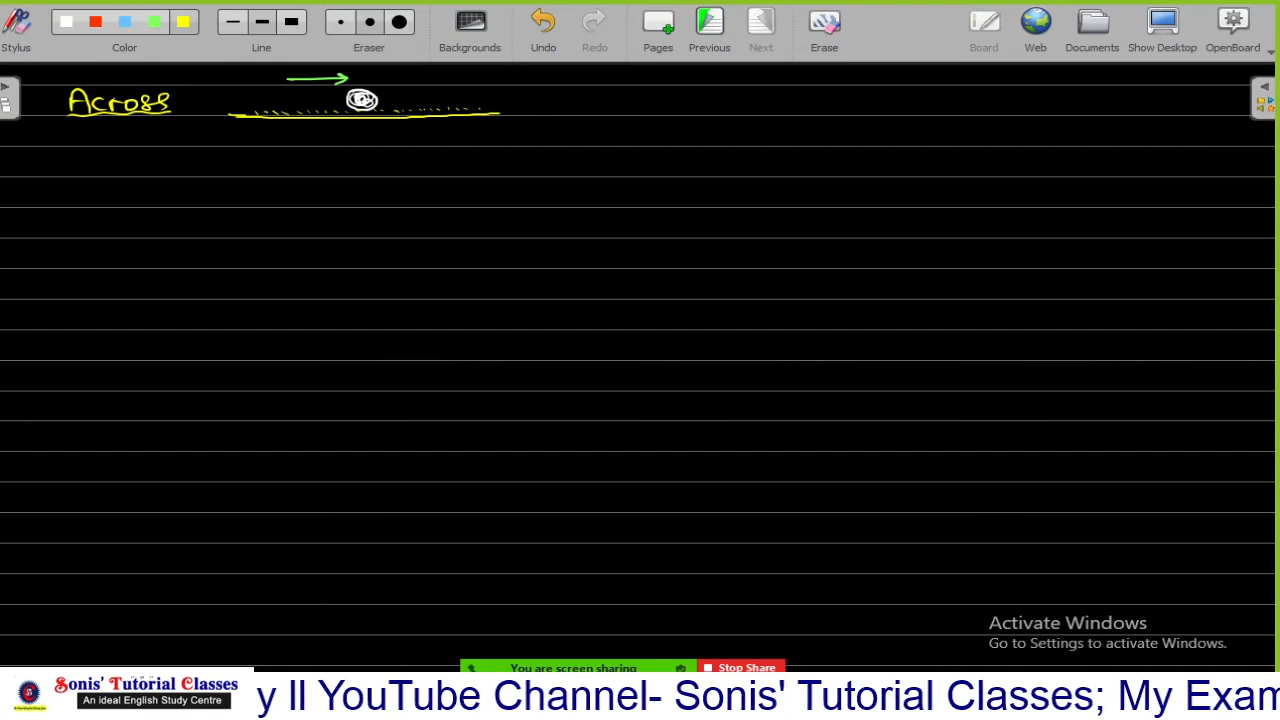 Stylus
Color
Line
Eraser
Backgrounds
Undo
Redo
Pages
Previous
Next
Erase
Board
Web
Documents
Show Desktop
OpenBoard
Across
Activate Windows
Go to Settings to activate Windows.
You are screen sharing
Stop Share
Sonis' Tutorial Classes
An ideal English Study Centre
y ll YouTube Channel- Sonis' Tutorial Classes; My Exam